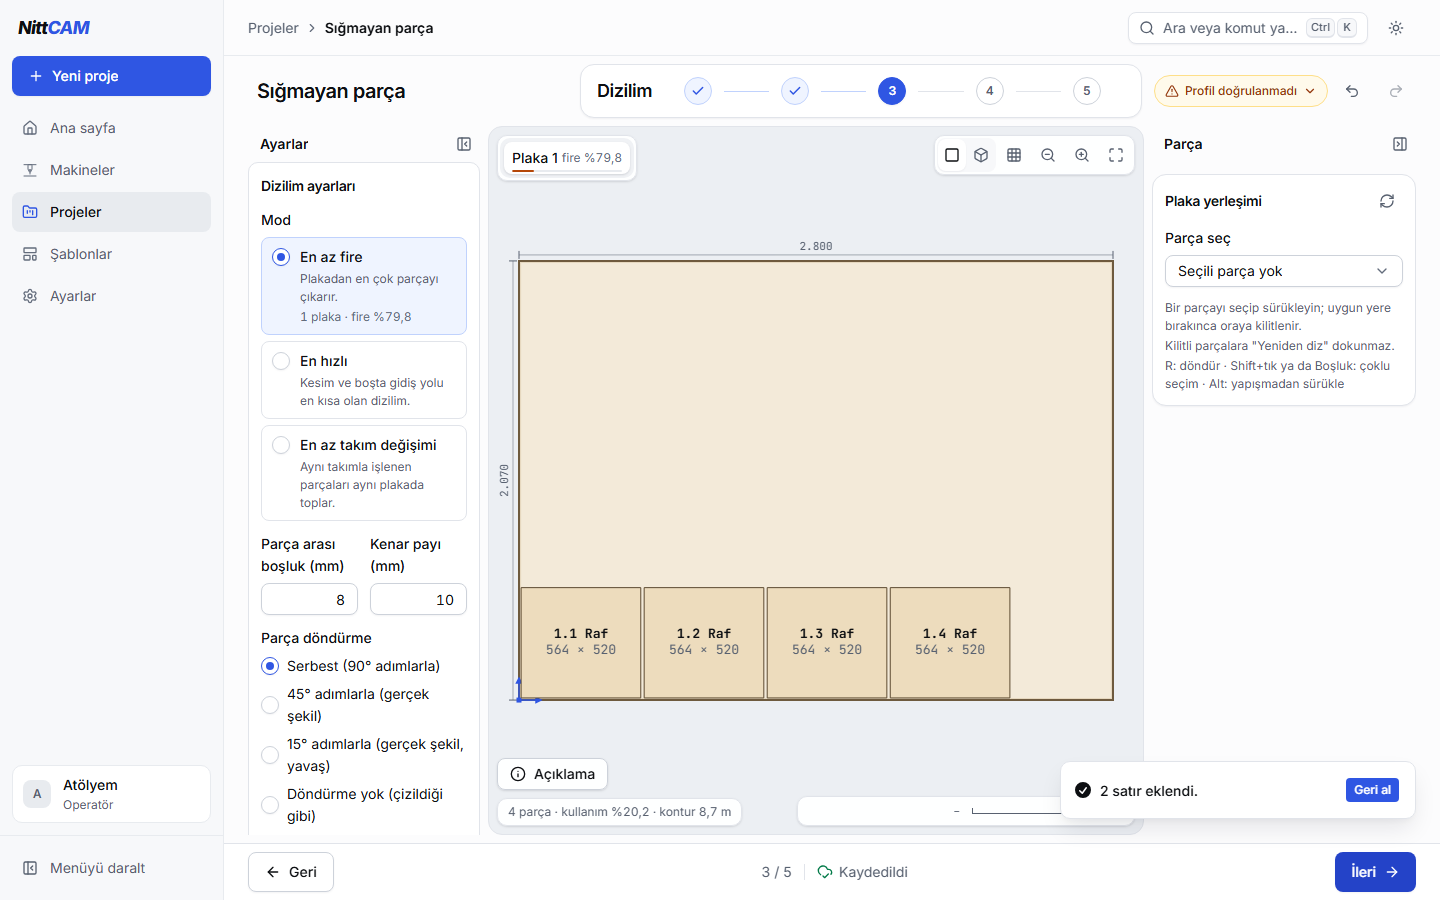 NittCAM
Yeni proje
Ana sayfa
Makineler
Projeler
Şablonlar
Ayarlar
A
Atölyem
Operatör
Menüyü daralt
Projeler
Sığmayan parça
Ara veya komut ya...
Ctrl
K
Sığmayan parça
Dizilim
3
4
5
Profil doğrulanmadı
Ayarlar
Dizilim ayarları
Mod
En az fire
Plakadan en çok parçayı
çıkarır.
1 plaka · fire %79,8
En hızlı
Kesim ve boşta gidiş yolu
en kısa olan dizilim.
En az takım değişimi
Aynı takımla işlenen
parçaları aynı plakada
toplar.
Parça arası
boşluk (mm)
Kenar payı
(mm)
8
10
Parça döndürme
Serbest (90° adımlarla)
45° adımlarla (gerçek
şekil)
15° adımlarla (gerçek şekil,
yavaş)
Döndürme yok (çizildiği
gibi)
Plaka 1 fire %79,8
2.800
2.070
1.1 Raf
564 × 520
1.2 Raf
564 × 520
1.3 Raf
564 × 520
1.4 Raf
564 × 520
Açıklama
4 parça · kullanım %20,2 · kontur 8,7 m
–
Parça
Plaka yerleşimi
Parça seç
Seçili parça yok
Bir parçayı seçip sürükleyin; uygun yere
bırakınca oraya kilitlenir.
Kilitli parçalara "Yeniden diz" dokunmaz.
R: döndür · Shift+tık ya da Boşluk: çoklu
seçim · Alt: yapışmadan sürükle
2 satır eklendi.
Geri al
Geri
3 / 5
Kaydedildi
İleri